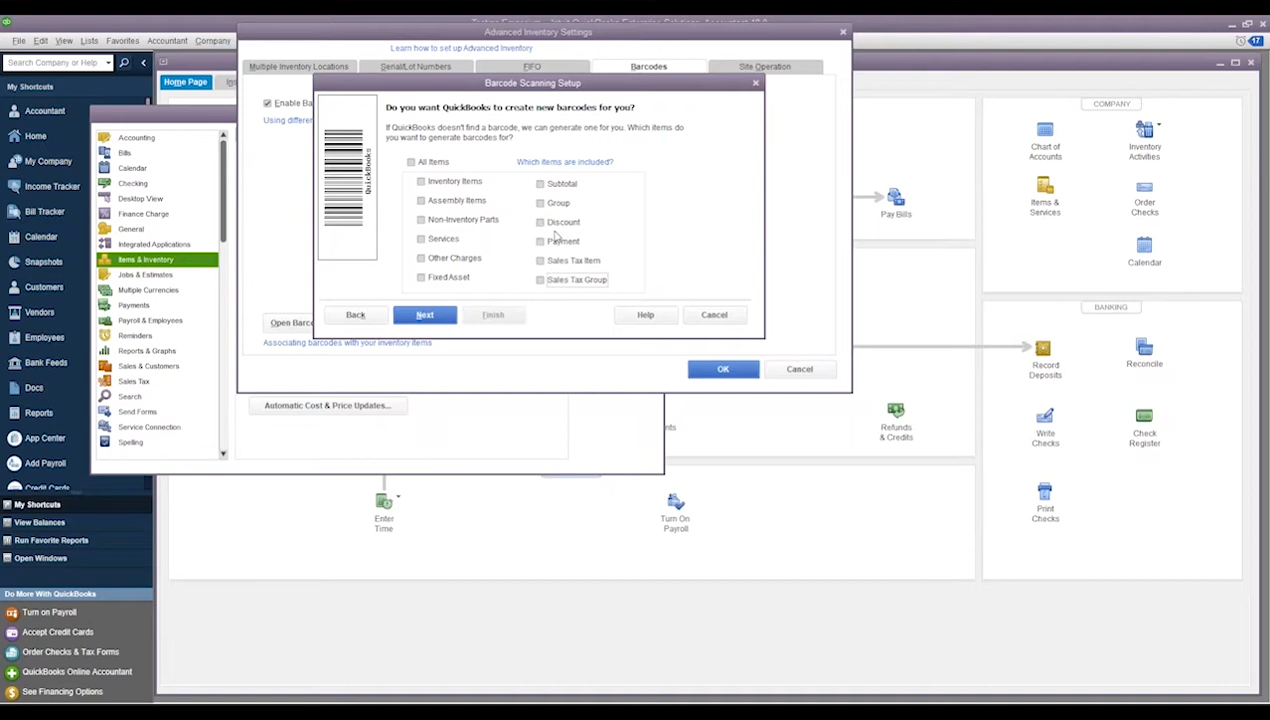 File Edit View Lists Favorites Accountant Company
17
Search Company or Help
My Shortcuts
Accountant
Home
My Company
Income Tracker
Bill Tracker
Calendar
Snapshots
Customers
Vendors
Employees
Bank Feeds
Docs
Reports
App Center
Add Payroll
Credit Cards
My Shortcuts
View Balances
Run Favorite Reports
Open Windows
Do More With QuickBooks
Turn on Payroll
Accept Credit Cards
Order Checks & Tax Forms
QuickBooks Online Accountant
See Financing Options
Home Page
Accounting
Bills
Calendar
Checking
Desktop View
Finance Charge
General
Integrated Applications
Items & Inventory
Jobs & Estimates
Multiple Currencies
Payments
Payroll & Employees
Reminders
Reports & Graphs
Sales & Customers
Sales Tax
Search
Send Forms
Service Connection
Spelling
Advanced Inventory Settings
Learn how to set up Advanced Inventory
Multiple Inventory Locations
Serial/Lot Numbers
FIFO
Barcodes
Site Operation
Enable Ba
Using differen
Open Barc
Associating barcodes with your inventory items
OK
Cancel
Automatic Cost & Price Updates...
Barcode Scanning Setup
QuickBooks
Do you want QuickBooks to create new barcodes for you?
If QuickBooks doesn't find a barcode, we can generate one for you. Which items do
you want to generate barcodes for?
All Items
Which items are included?
Inventory Items
Assembly Items
Non-Inventory Parts
Services
Other Charges
Fixed Asset
Subtotal
Group
Discount
Payment
Sales Tax Item
Sales Tax Group
Back
Next
Finish
Help
Cancel
Pay Bills
nts
Refunds
& Credits
Enter
Time
Turn On
Payroll
COMPANY
Chart of
Accounts
Inventory
Activities
Items &
Services
Order
Checks
Calendar
BANKING
Record
Deposits
Reconcile
Write
Checks
Check
Register
Print
Checks